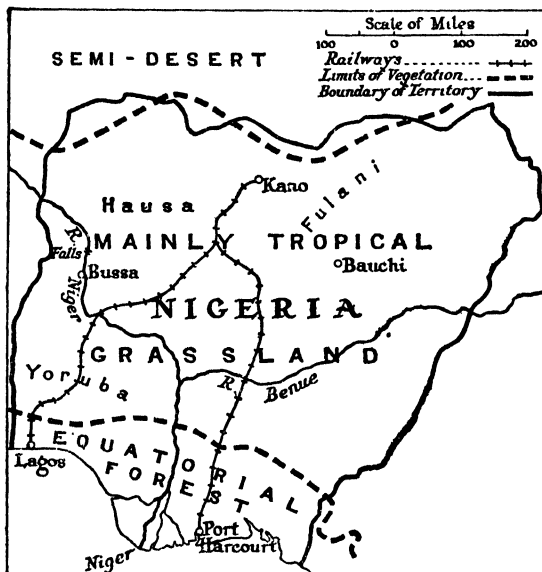 Scale of Miles
100 0 100 200
Railways
Limits of Vegetation
Boundary of Territory
SEMI-DESERT
Kano
Hausa
Fulani
R. Niger
Falls
MAINLY TROPICAL
Bauchi
Bussa
NIGERIA
GRASSLAND
Yoruba
R. Benue
EQUATORIAL
FOREST
Lagos
Port
Harcourt
Niger